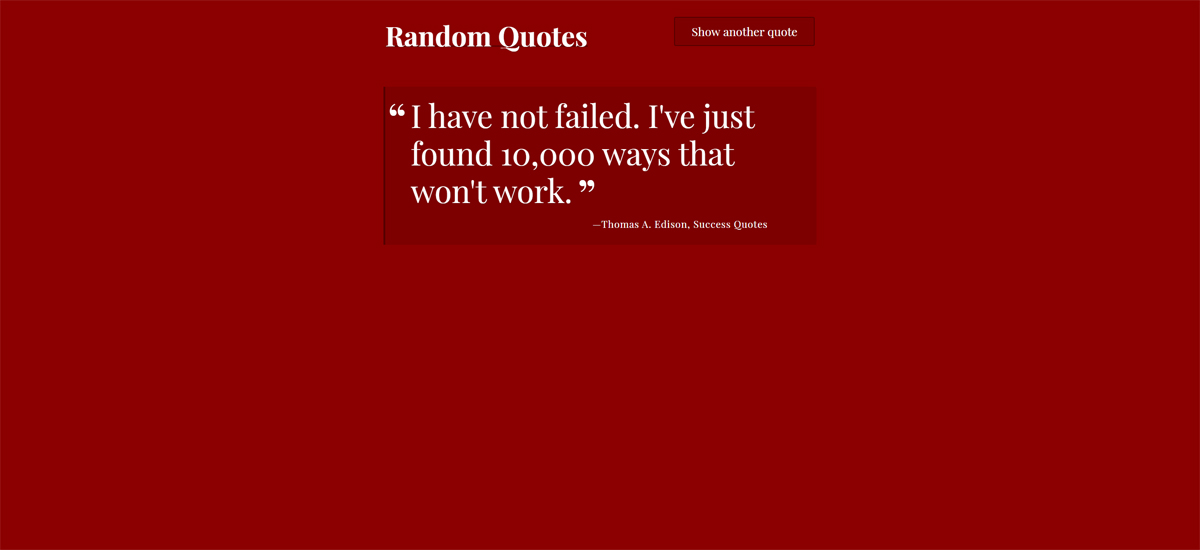 Random Quotes
Show another quote
“I have not failed. I've just
found 10,000 ways that
won't work.”
—Thomas A. Edison, Success Quotes